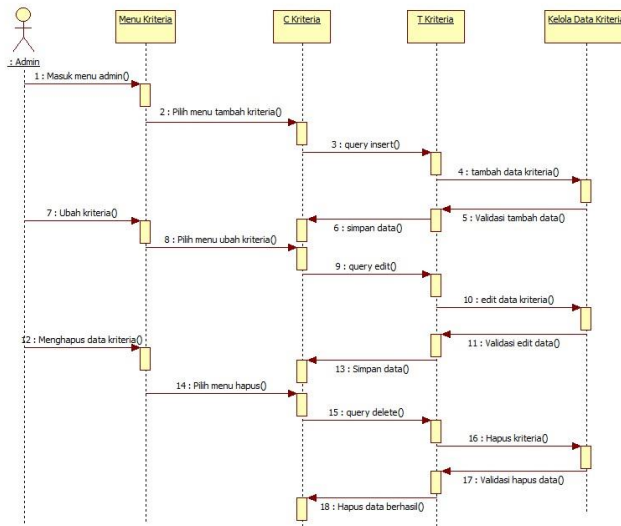 Menu Kriteria
C Kriteria
T Kriteria
Kelola Data Kriteria
: Admin
1 : Masuk menu admin()
2 : Pilih menu tambah kriteria()
3 : query insert()
4 : tambah data kriteria()
5 : Validasi tambah data()
6 : simpan data()
7 : Ubah kriteria()
8 : Pilih menu ubah kriteria()
9 : query edit()
10 : edit data kriteria()
11 : Validasi edit data()
12 : Menghapus data kriteria()
13 : Simpan data()
14 : Pilih menu hapus()
15 : query delete()
16 : Hapus kriteria()
17 : Validasi hapus data()
18 : Hapus data berhasil()